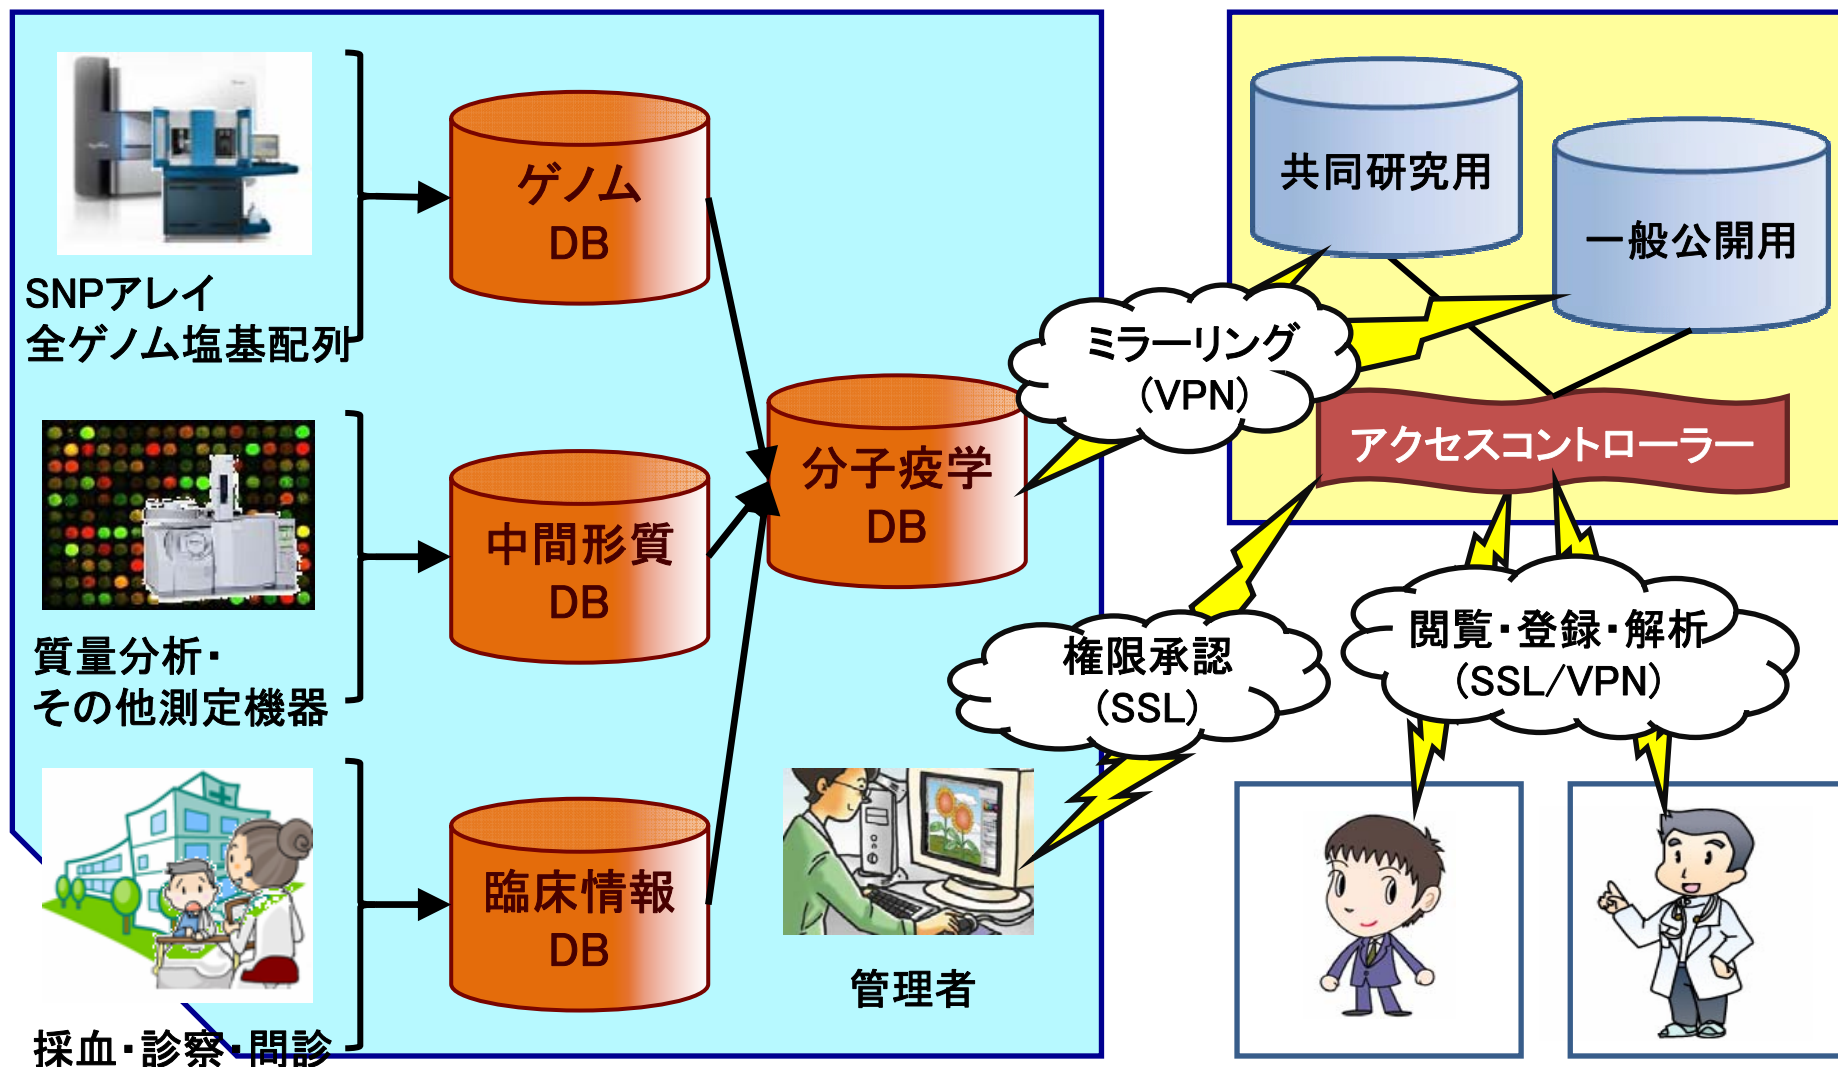 SNPアレイ
全ゲノム塩基配列
ゲノム
DB
質量分析・
その他測定機器
中間形質
DB
採血・診察・問診
臨床情報
DB
分子疫学
DB
管理者
ミラーリング
(VPN)
権限承認
(SSL)
共同研究用
一般公開用
アクセスコントローラー
閲覧・登録・解析
(SSL/VPN)